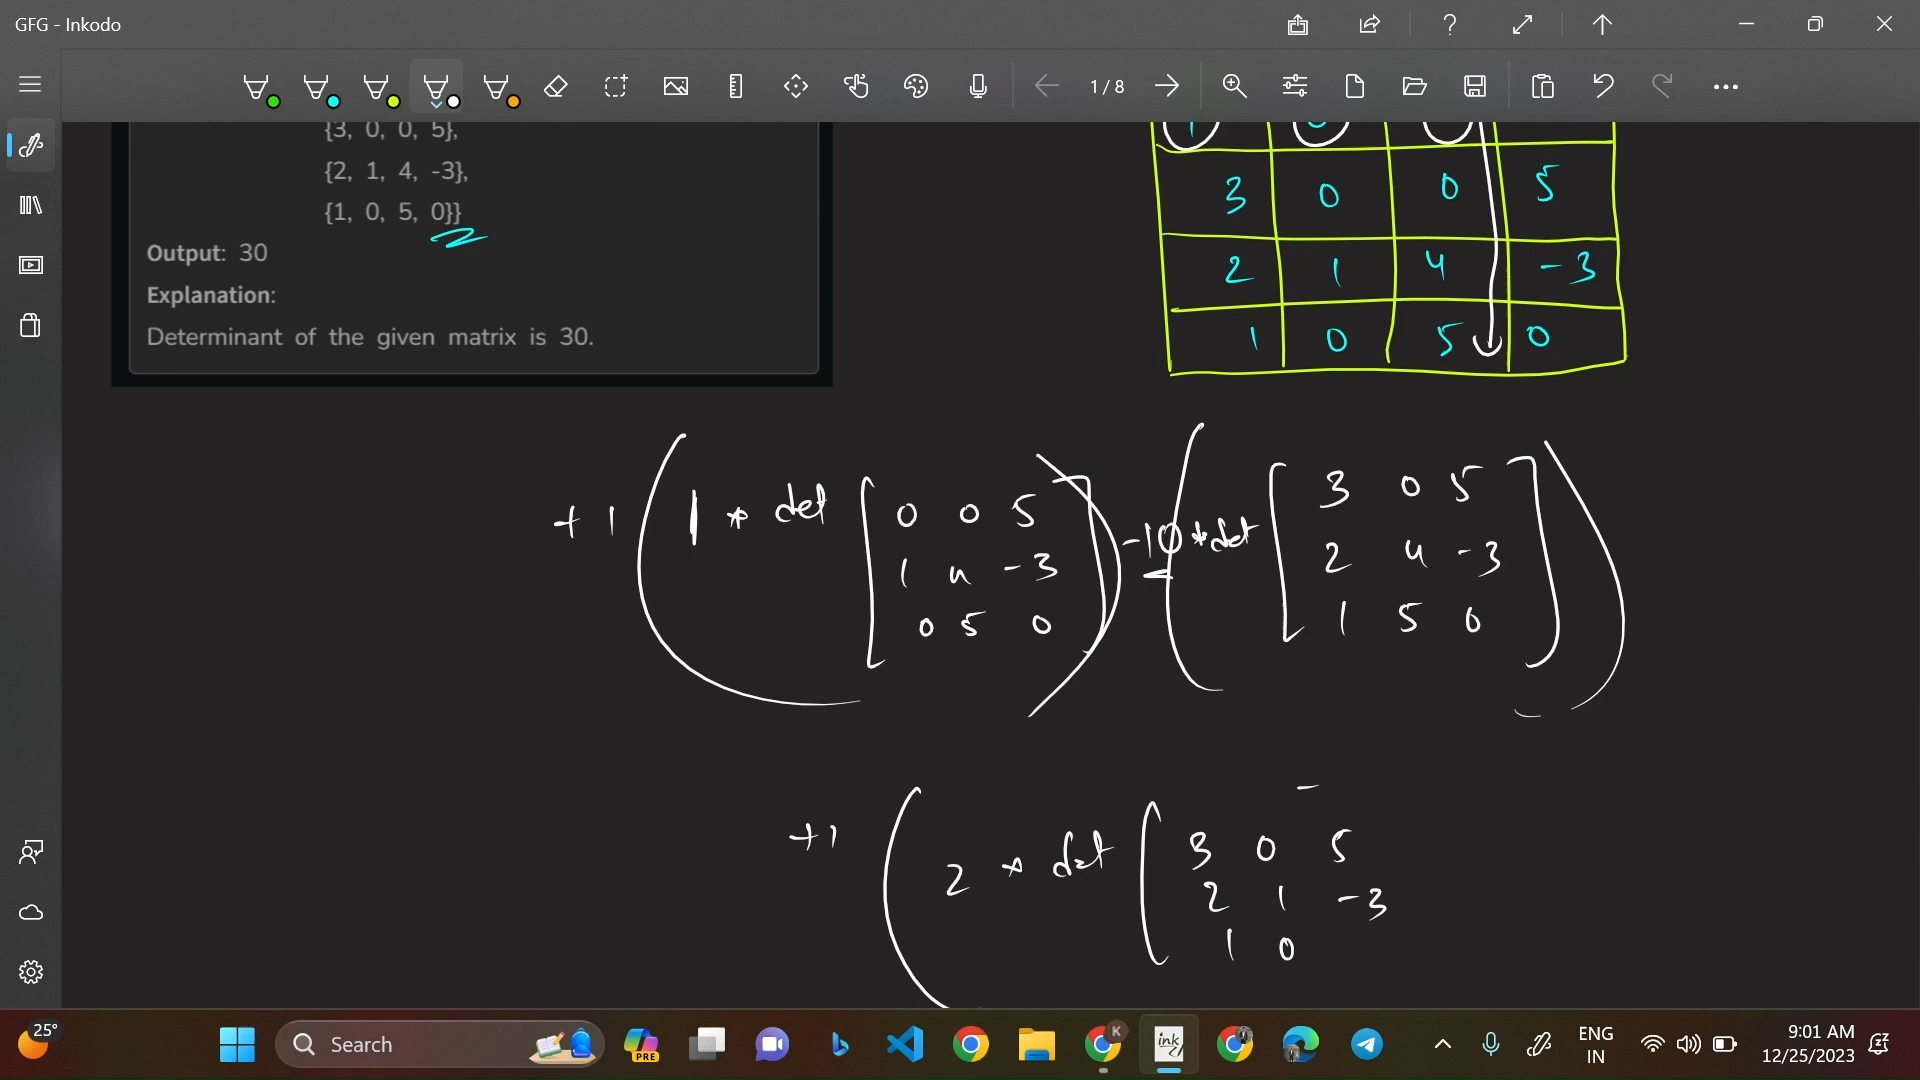 GFG - Inkodo
1 / 8
{3, 0, 0, 5},
{2, 1, 4, -3},
{1, 0, 5, 0}}
Output: 30
Explanation:
Determinant of the given matrix is 30.
3 0 0 5
2 1 4 -3
1 0 5 0
+1 ( 1 * det [ 0 0 5
1 4 -3
0 5 0 ] )
-1 ( 0 * det [ 3 0 5
2 4 -3
1 5 0 ] )
-
+1 ( 2 * det [ 3 0 5
2 1 -3
1 0
25°
Search
PRE
K
ink
ENG
IN
9:01 AM
12/25/2023